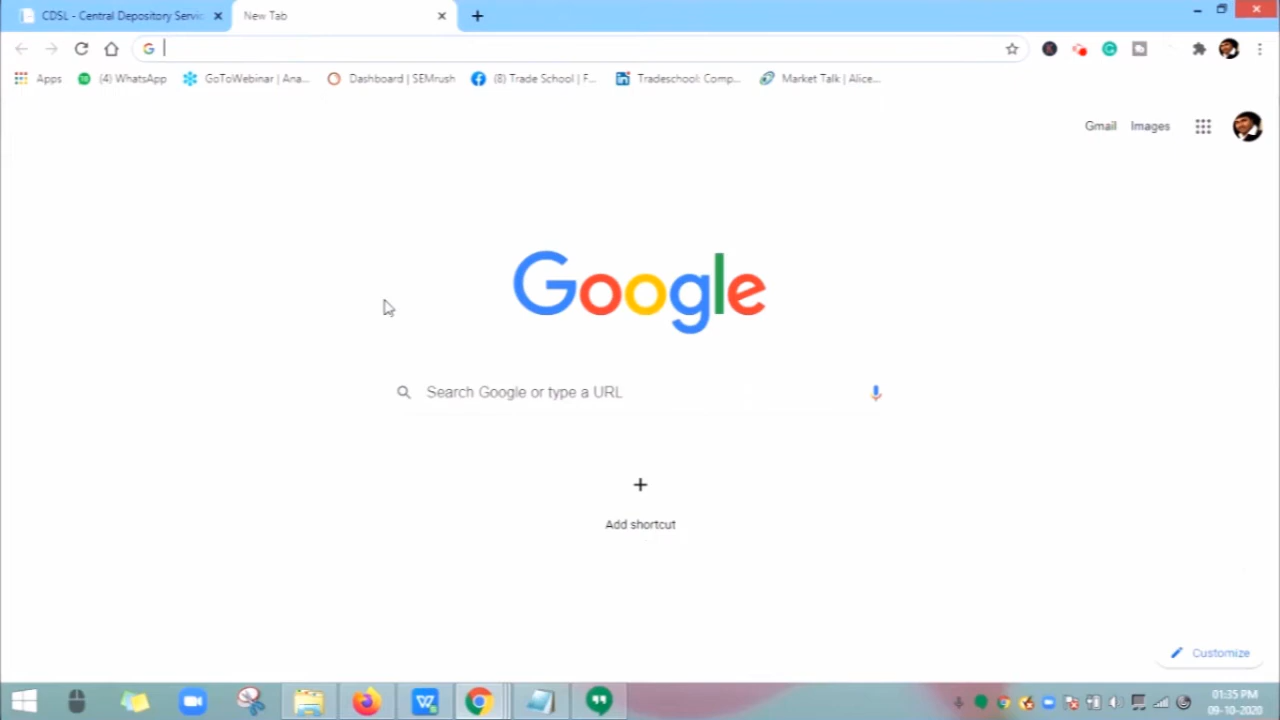 CDSL - Central Depository Servic
New Tab
Apps
(4) WhatsApp
GoToWebinar | Ana...
Dashboard | SEMrush
(8) Trade School | F...
Tradeschool: Comp...
Market Talk | Alice...
Gmail
Images
Google
Search Google or type a URL
Add shortcut
Customize
01:35 PM
09-10-2020